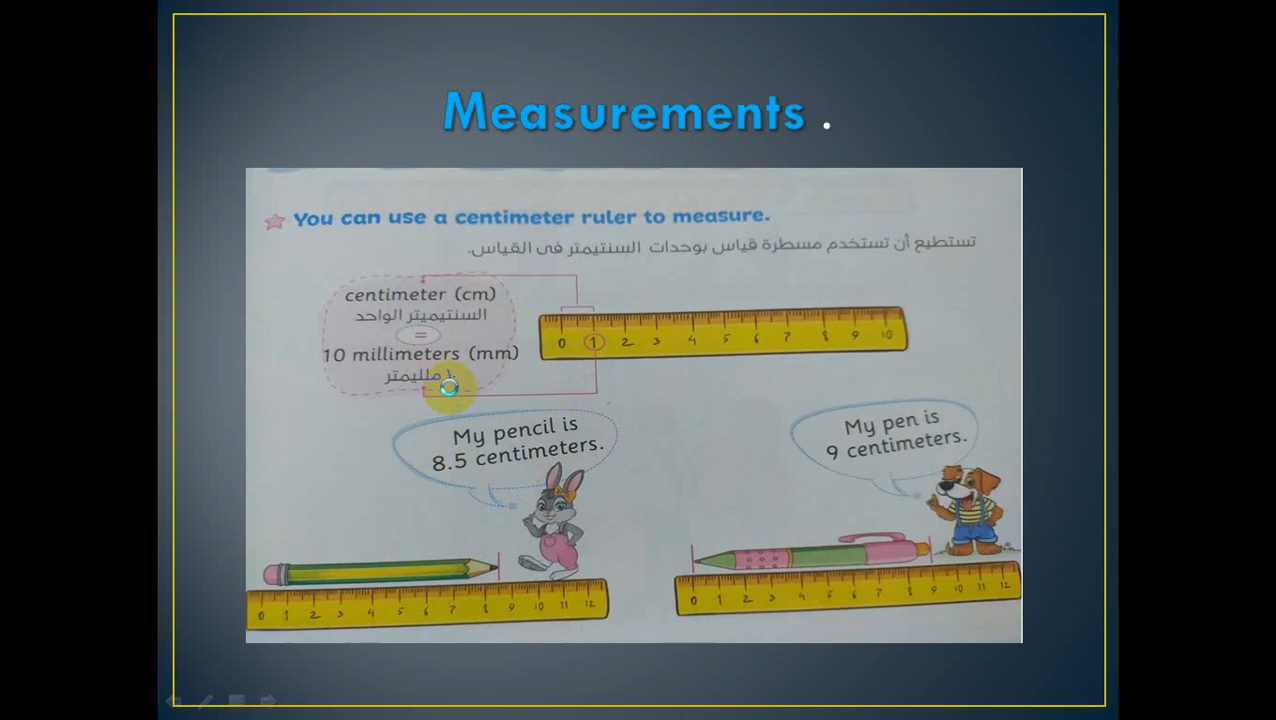 Measurements .
You can use a centimeter ruler to measure.
تستطيع أن تستخدم مسطرة قياس بوحدات السنتيمتر فى القياس.
centimeter (cm)
السنتيميتر الواحد
=
10 millimeters (mm)
١٠ ملليمتر
0 1 2 3 4 5 6 7 8 9 10
My pencil is
8.5 centimeters.
My pen is
9 centimeters.
0 1 2 3 4 5 6 7 8 9 10 11 12
0 1 2 3 4 5 6 7 8 9 10 11 12